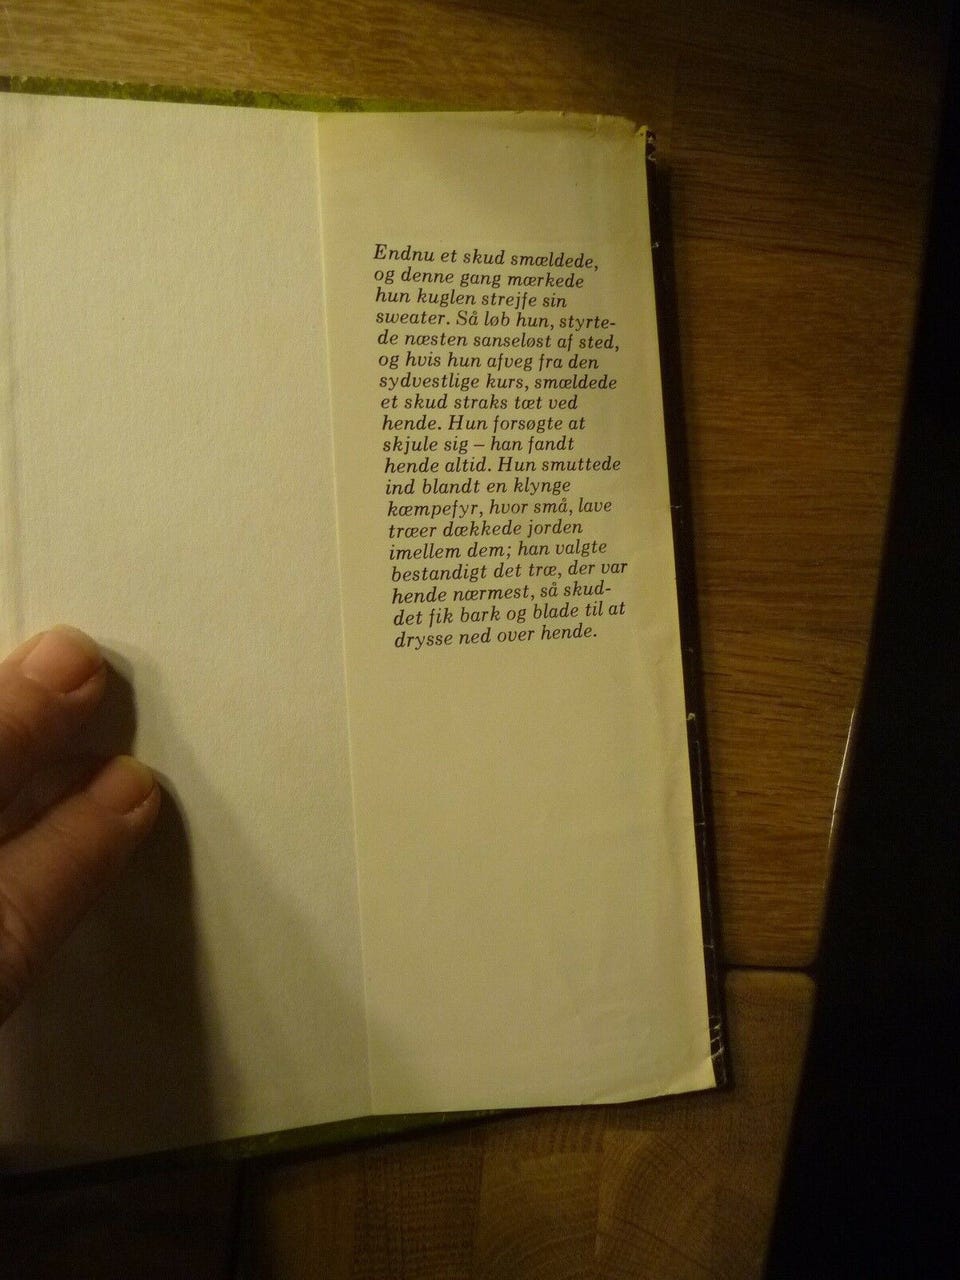 Endnu et skud smældede,
og denne gang mærkede
hun kuglen strejfe sin
sweater. Så løb hun, styrte-
de næsten sanseløst af sted,
og hvis hun afveg fra den
sydvestlige kurs, smældede
et skud straks tæt ved
hende. Hun forsøgte at
skjule sig – han fandt
hende altid. Hun smuttede
ind blandt en klynge
kæmpefyr, hvor små, lave
træer dækkede jorden
imellem dem; han valgte
bestandigt det træ, der var
hende nærmest, så skud-
det fik bark og blade til at
drysse ned over hende.